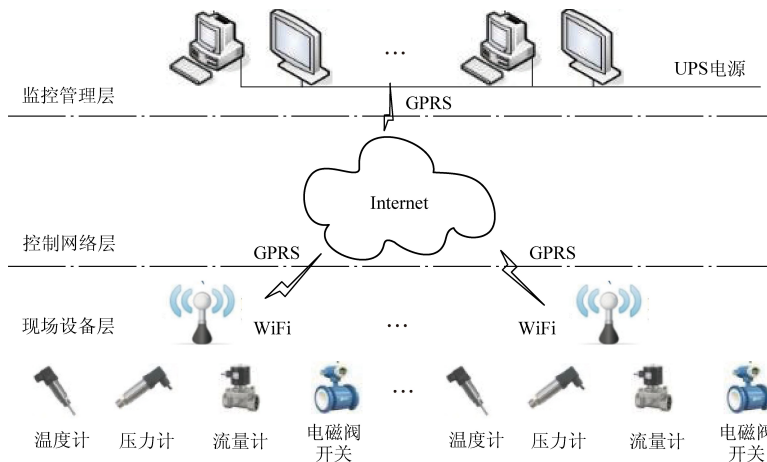 …
UPS电源
监控管理层
GPRS
Internet
控制网络层
GPRS
GPRS
现场设备层
WiFi
…
WiFi
…
温度计
压力计
流量计
电磁阀
开关
温度计
压力计
流量计
电磁阀
开关